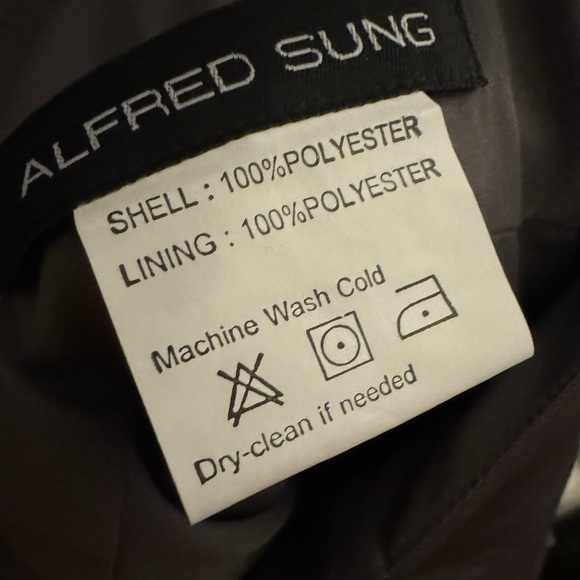 ALFRED SUNG
SHELL : 100%POLYESTER
LINING : 100%POLYESTER
Machine Wash Cold
Dry-clean if needed